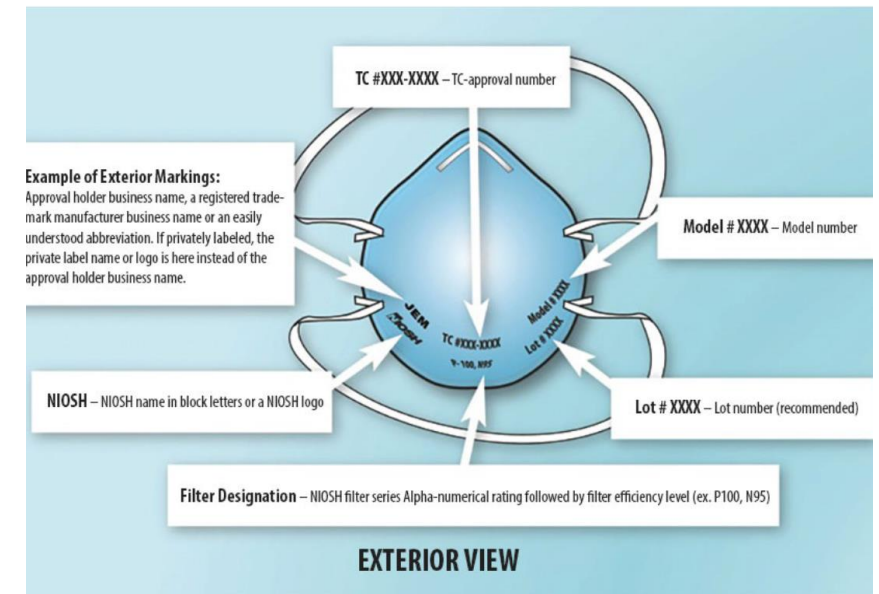 TC #XXX-XXXX – TC-approval number
Example of Exterior Markings:
Approval holder business name, a registered trade-
mark manufacturer business name or an easily
understood abbreviation. If privately labeled, the
private label name or logo is here instead of the
approval holder business name.
Model # XXXX – Model number
JEM
NIOSH
TC #XXX-XXXX
P-100, N95
Model # XXX
Lot # XXXX
NIOSH – NIOSH name in block letters or a NIOSH logo
Lot # XXXX – Lot number (recommended)
Filter Designation – NIOSH filter series Alpha-numerical rating followed by filter efficiency level (ex. P100, N95)
EXTERIOR VIEW